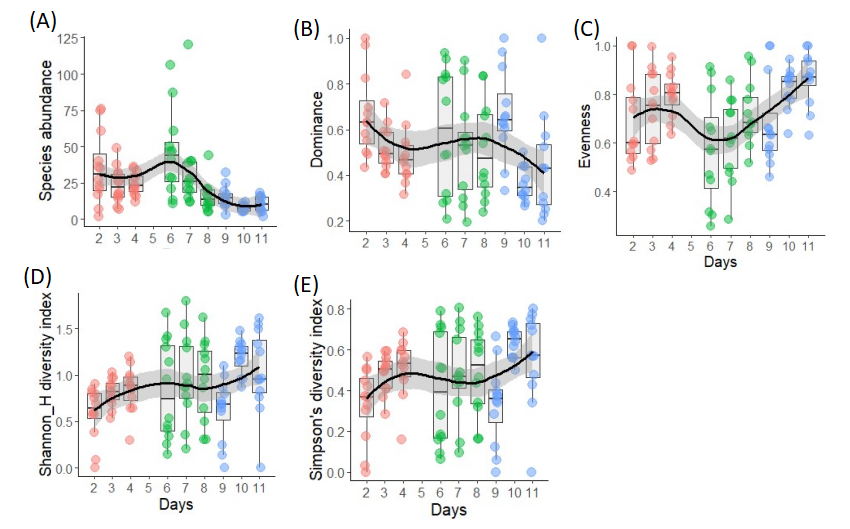 (A)
Species abundance
125
100
75
50
25
0
2 3 4 5 6 7 8 9 10 11
(B)
Dominance
1.0
0.8
0.6
0.4
0.2
2 3 4 5 6 7 8 9 10 11
(C)
Evenness
1.0
0.8
0.6
0.4
2 3 4 5 6 7 8 9 10 11
Days
(D)
Shannon_H diversity index
1.5
1.0
0.5
0.0
2 3 4 5 6 7 8 9 10 11
Days
(E)
Simpson's diversity index
0.8
0.6
0.4
0.2
0.0
2 3 4 5 6 7 8 9 10 11
Days